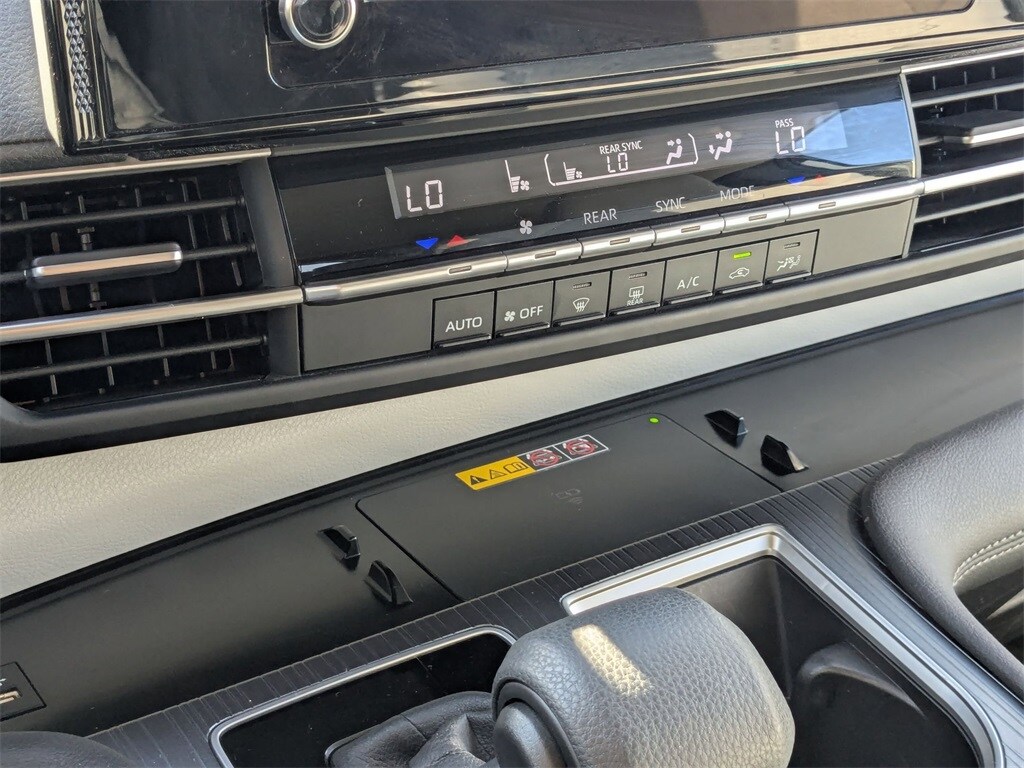 REAR SYNC
PASS
LO
LO
LO
REAR
SYNC
MODE
AUTO
OFF
REAR
A/C